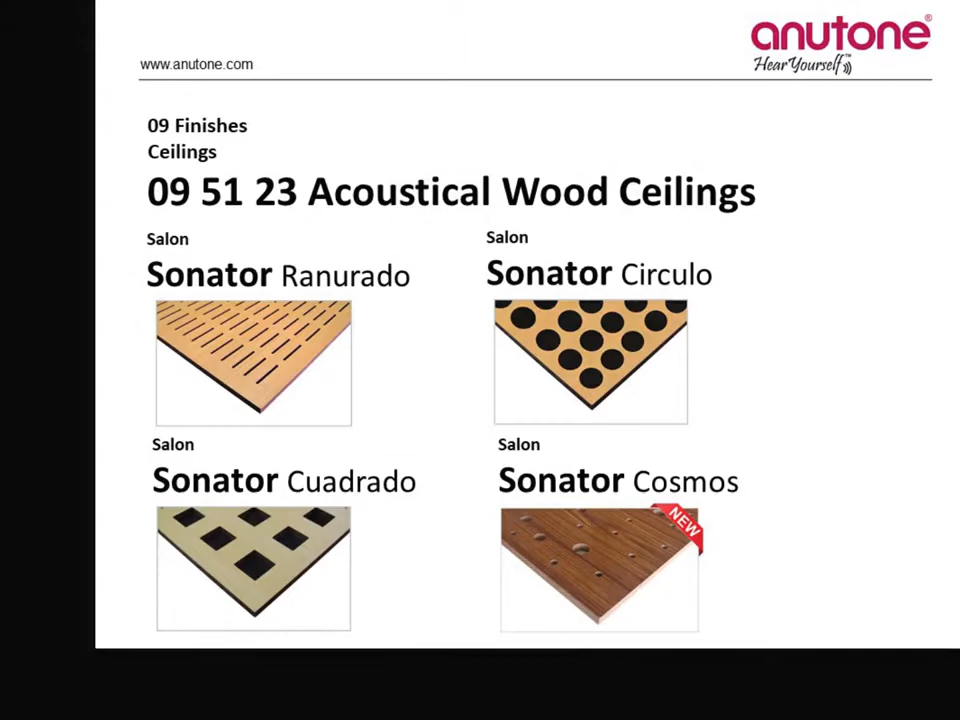 anutone®
www.anutone.com
Hear Yourself™
09 Finishes
Ceilings
09 51 23 Acoustical Wood Ceilings
Salon
Sonator Ranurado
Salon
Sonator Circulo
Salon
Sonator Cuadrado
Salon
Sonator Cosmos
NEW